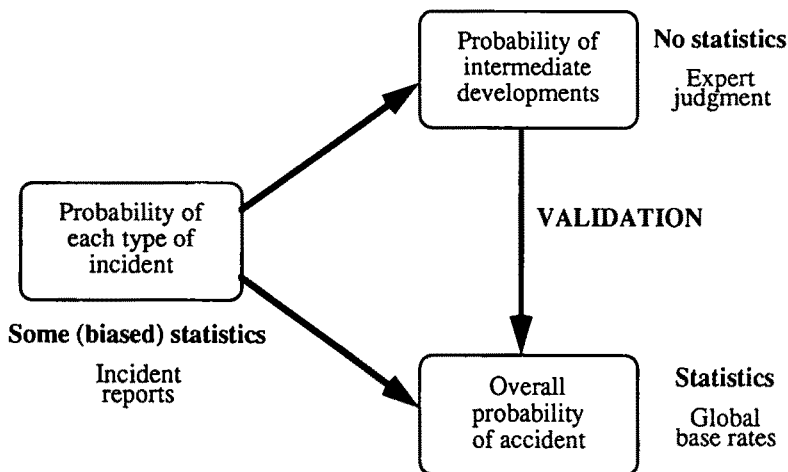 Probability of
intermediate
developments
No statistics
Expert
judgment
Probability of
each type of
incident
VALIDATION
Some (biased) statistics
Incident
reports
Overall
probability
of accident
Statistics
Global
base rates